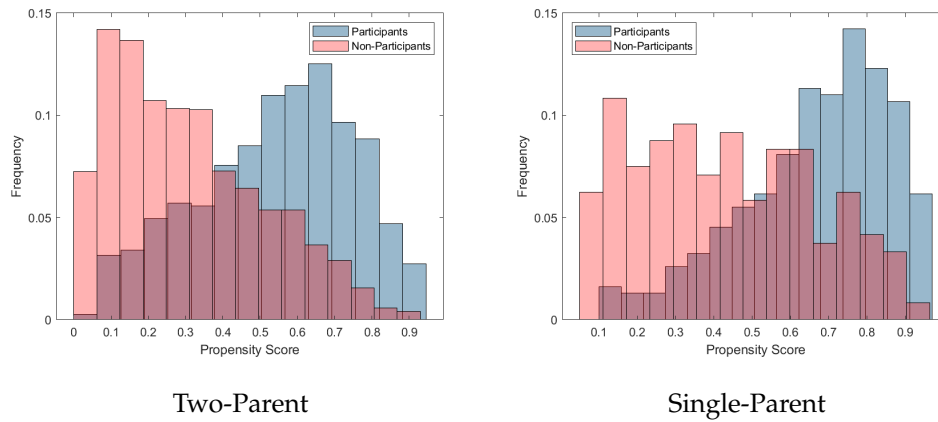 0.15
0.1
0.05
0
Frequency
Participants
Non-Participants
0 0.1 0.2 0.3 0.4 0.5 0.6 0.7 0.8 0.9
Propensity Score
Two-Parent
0.15
0.1
0.05
0
Frequency
Participants
Non-Participants
0.1 0.2 0.3 0.4 0.5 0.6 0.7 0.8 0.9
Propensity Score
Single-Parent